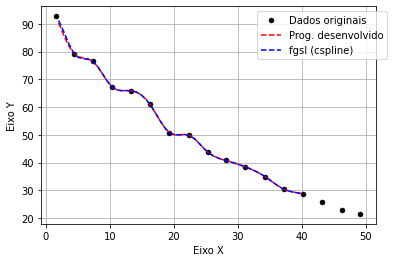 Dados originais
Prog. desenvolvido
fgsl (cspline)
Eixo Y
90
80
70
60
50
40
30
20
0
10
20
30
40
50
Eixo X